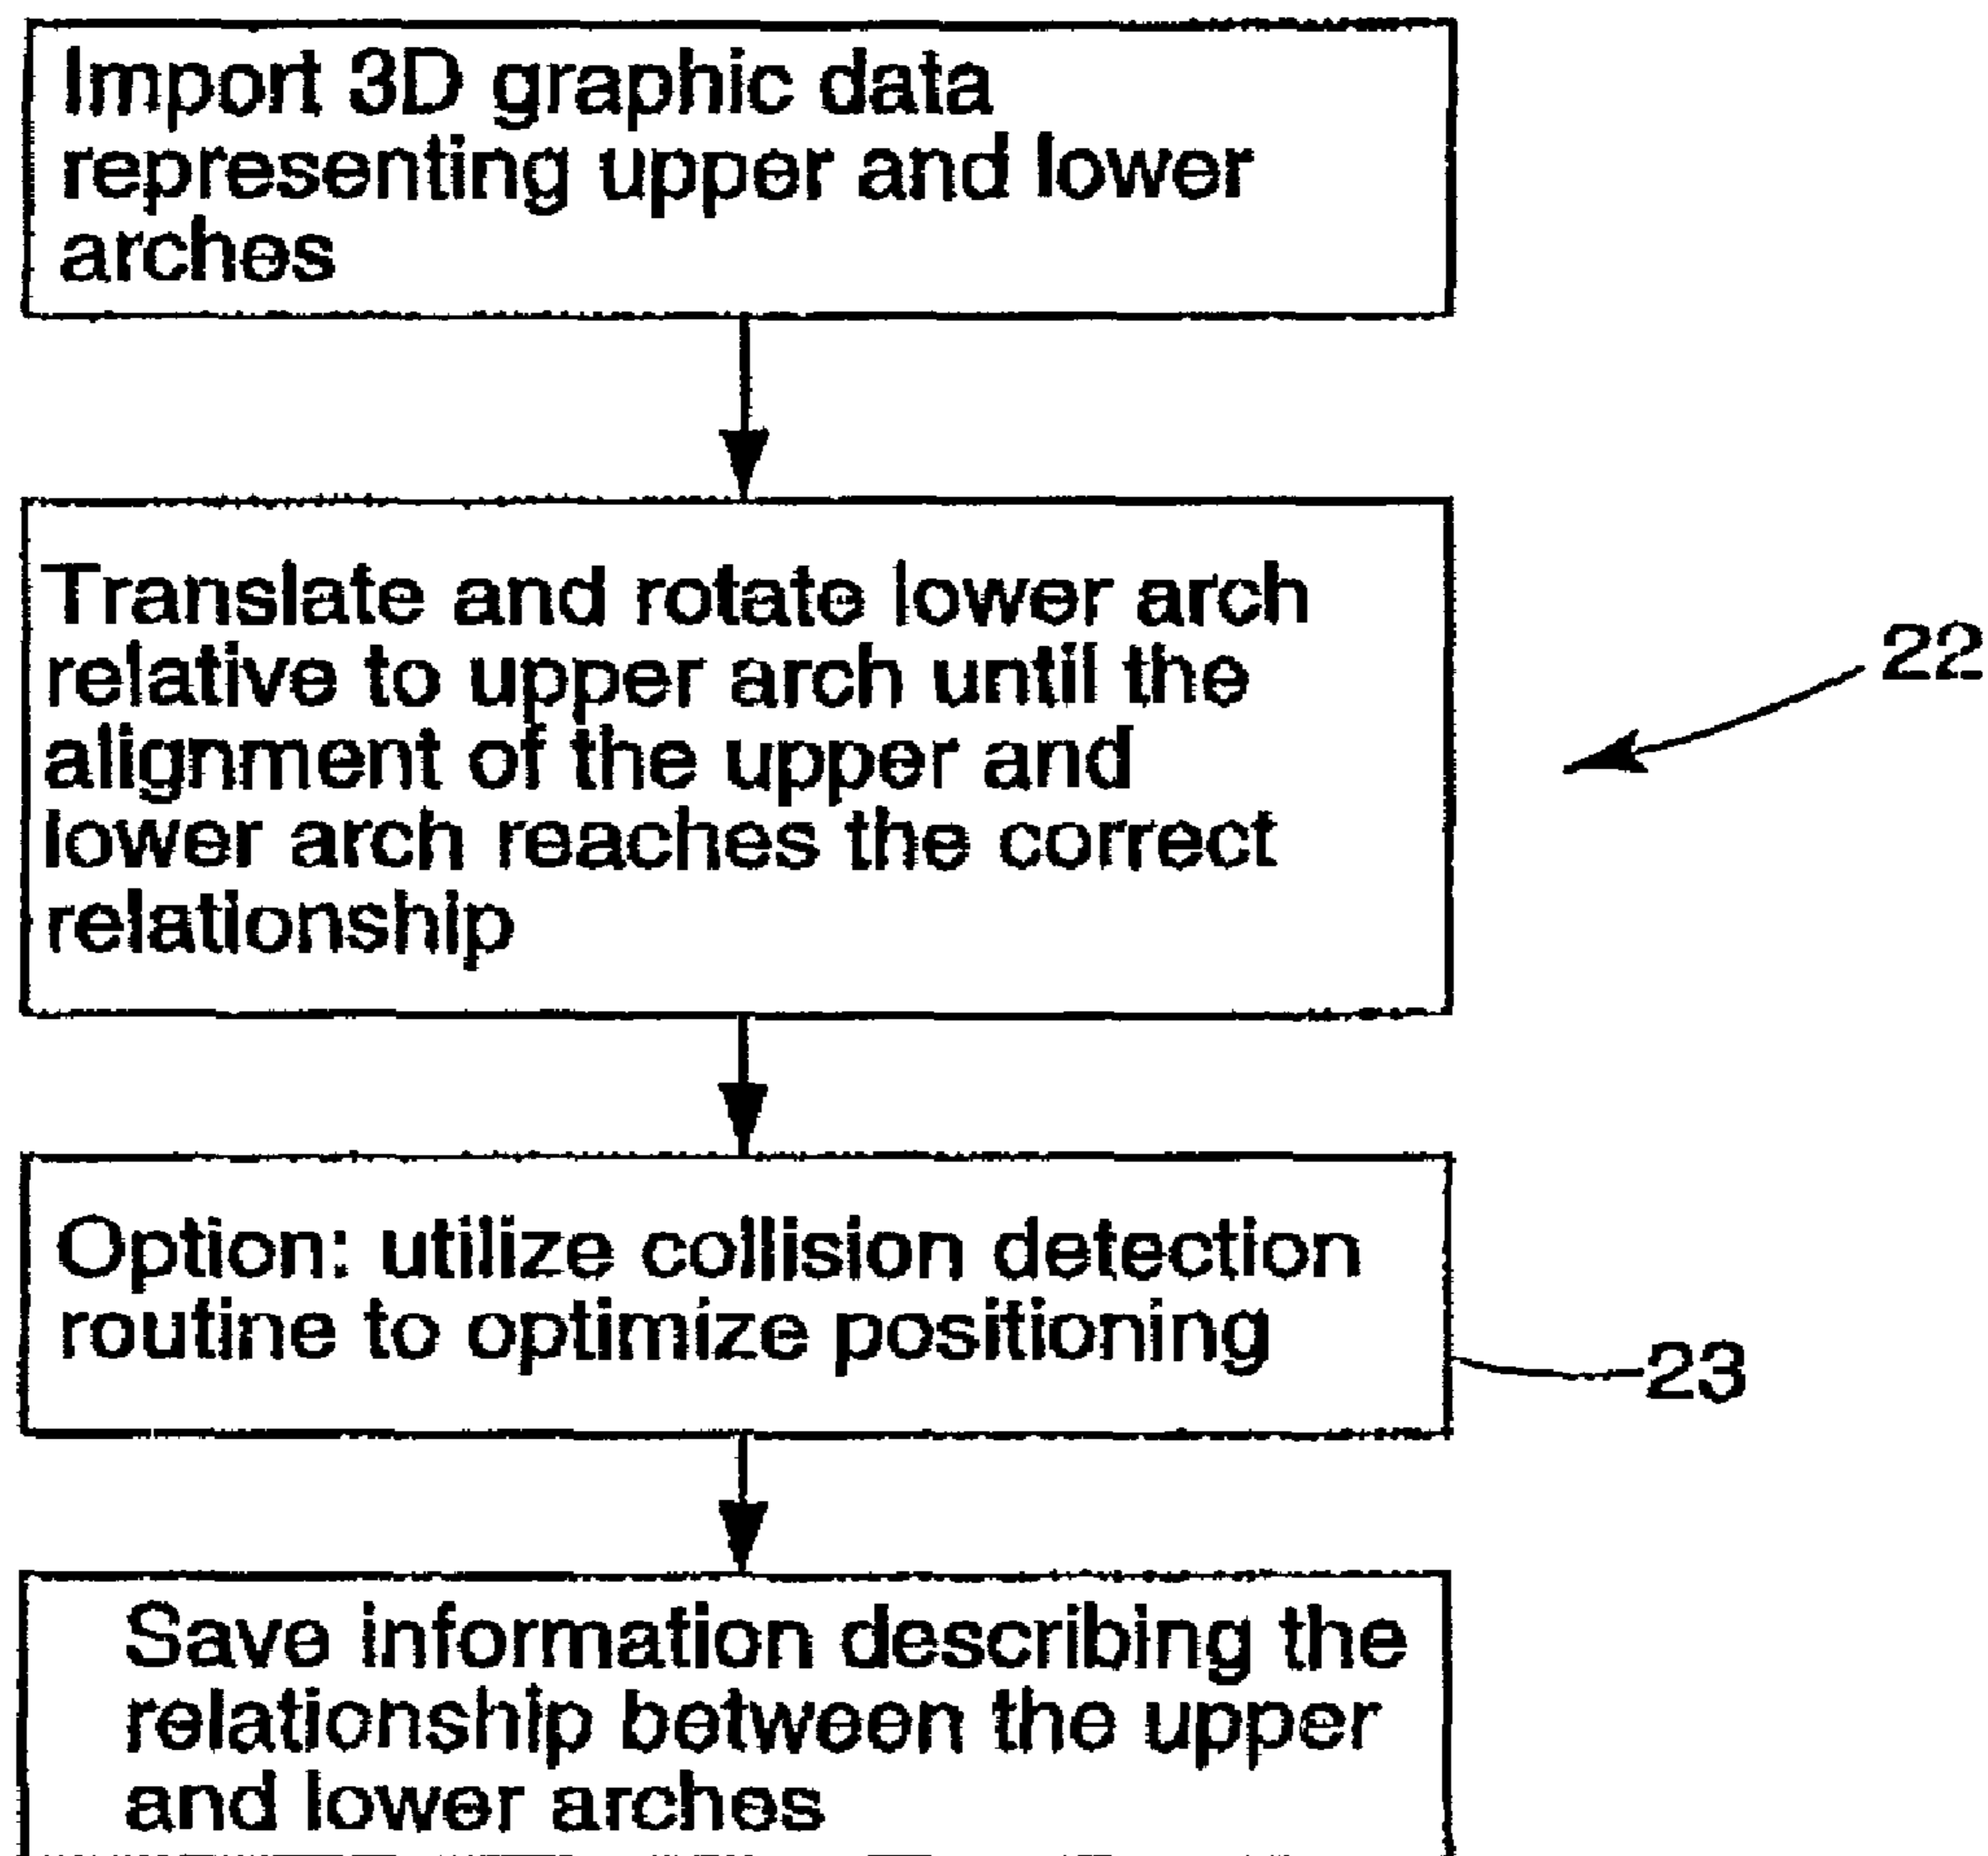 Import 3D graphic data
representing upper and lower
arches
Translate and rotate lower arch
relative to upper arch until the
alignment of the upper and
lower arch reaches the correct
relationship
22
Option: utilize collision detection
routine to optimize positioning
23
Save information describing the
relationship between the upper
and lower arches